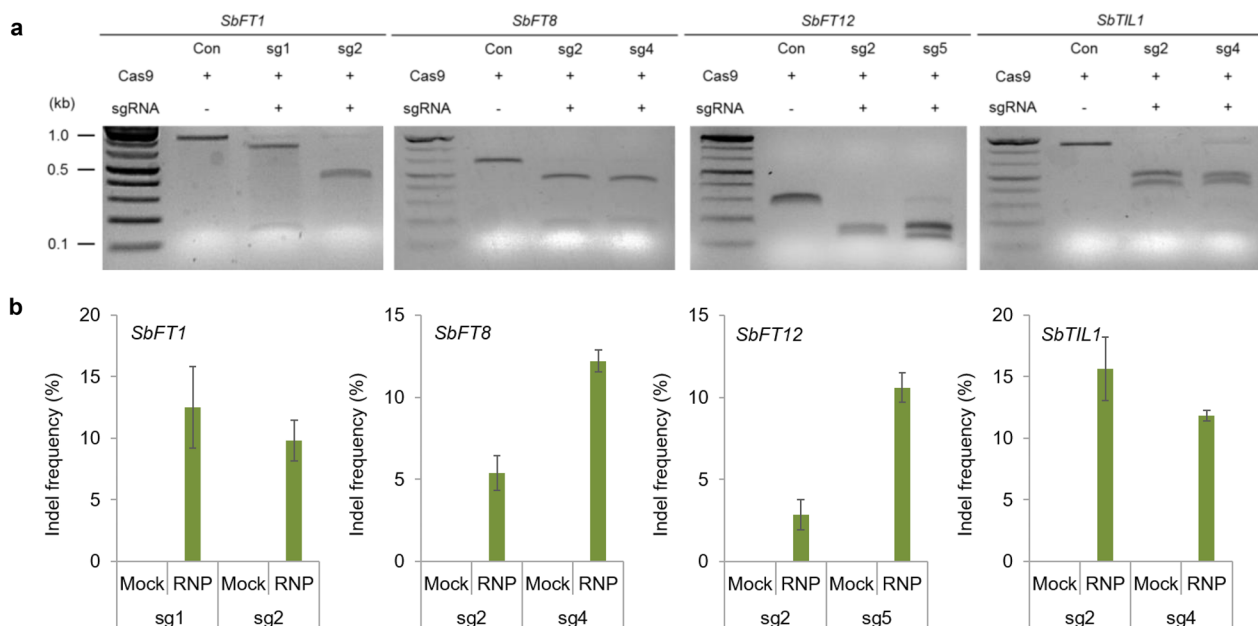 a
SbFT1 SbFT8 SbFT12 SbTIL1
Con sg1 sg2 Con sg2 sg4 Con sg2 sg5 Con sg2 sg4
Cas9 + + + Cas9 + + + Cas9 + + + Cas9 + + +
(kb) sgRNA - + + sgRNA - + + sgRNA - + + sgRNA - + +
1.0
0.5
0.1
b
SbFT1
Indel frequency (%)
20
15
10
5
0
Mock RNP Mock RNP
sg1 sg2
SbFT8
Indel frequency (%)
15
10
5
0
Mock RNP Mock RNP
sg2 sg4
SbFT12
Indel frequency (%)
15
10
5
0
Mock RNP Mock RNP
sg2 sg5
SbTIL1
Indel frequency (%)
20
15
10
5
0
Mock RNP Mock RNP
sg2 sg4